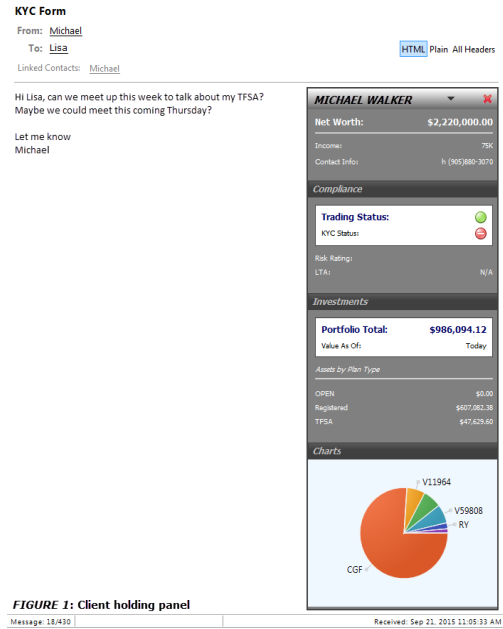 KYC Form
From: Michael
To: Lisa
HTML Plain All Headers
Linked Contacts: Michael
Hi Lisa, can we meet up this week to talk about my TFSA?
Maybe we could meet this coming Thursday?
Let me know
Michael
MICHAEL WALKER
Net Worth: $2,220,000.00
Income: 75K
Contact Info: h (905)880-3070
Compliance
Trading Status:
KYC Status:
Risk Rating:
LTA: N/A
Investments
Portfolio Total: $986,094.12
Value As Of: Today
Assets by Plan Type
OPEN $0.00
Registered $607,082.38
TFSA $47,629.60
Charts
V11964
V59808
RY
CGF
FIGURE 1: Client holding panel
Message: 18/430 Received: Sep 21, 2015 11:05:33 AM